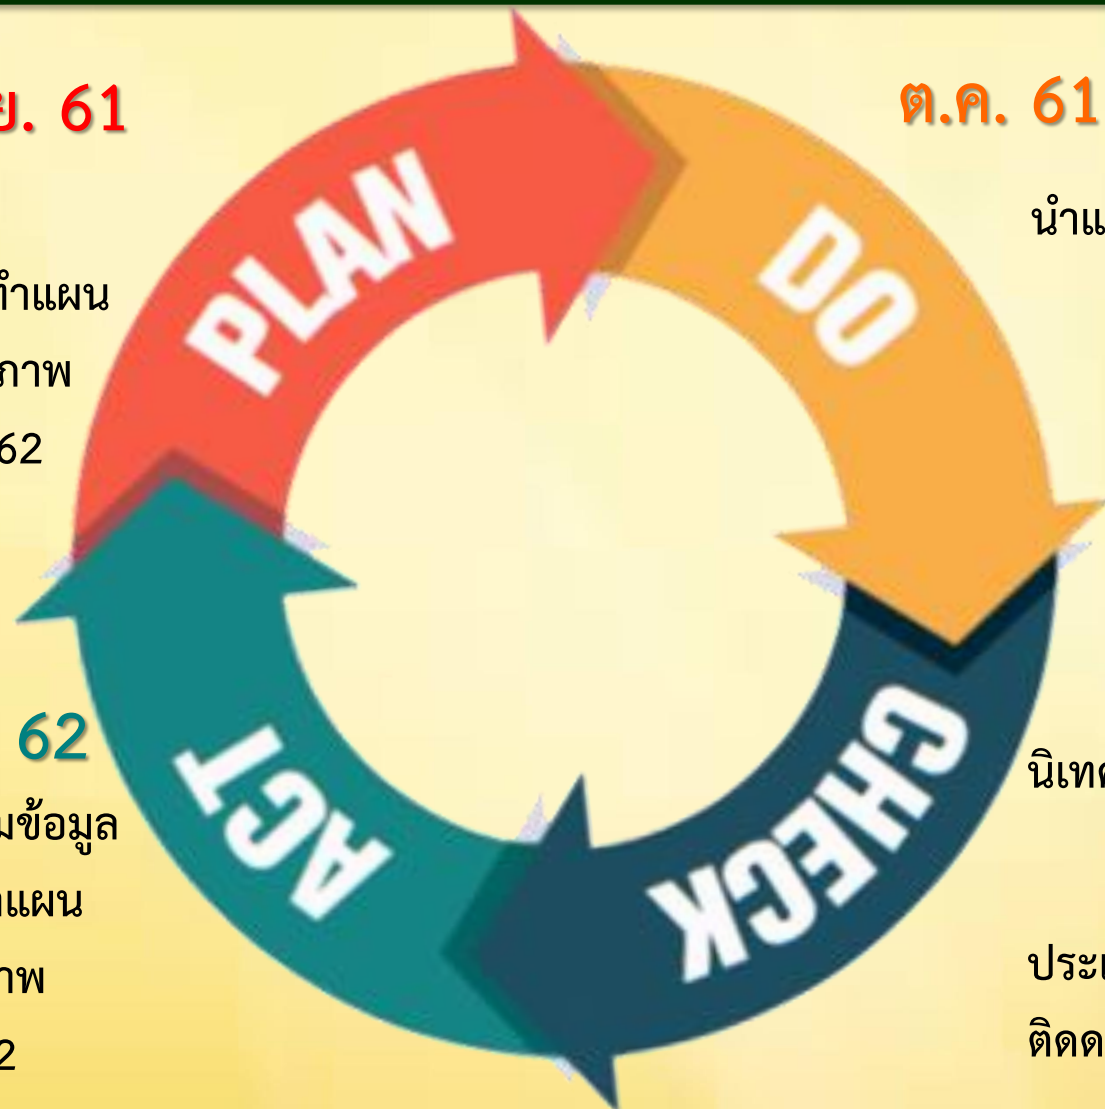 ย. 61
ทำแผน
ภาพ
62
PLAN
DO
ต.ค. 61
นำแ
CHECK
นิเทศ
ประเ
ติดต
ACT
62
มข้อมูล
แผน
าพ
2